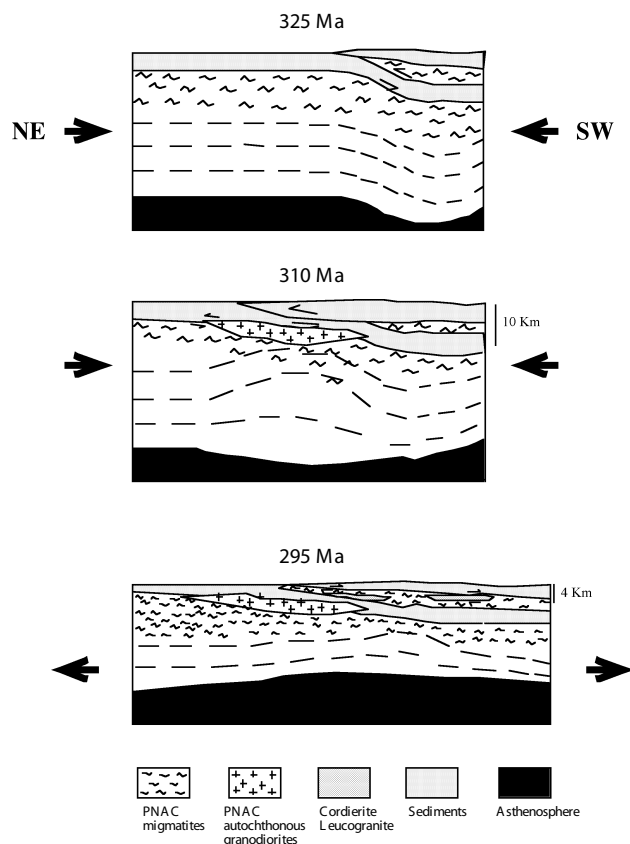 325 Ma
NE
SW
310 Ma
10 Km
295 Ma
4 Km
PNAC
migmatites
PNAC
autochthonous
granodiorites
Cordierite
Leucogranite
Sediments
Asthenosphere